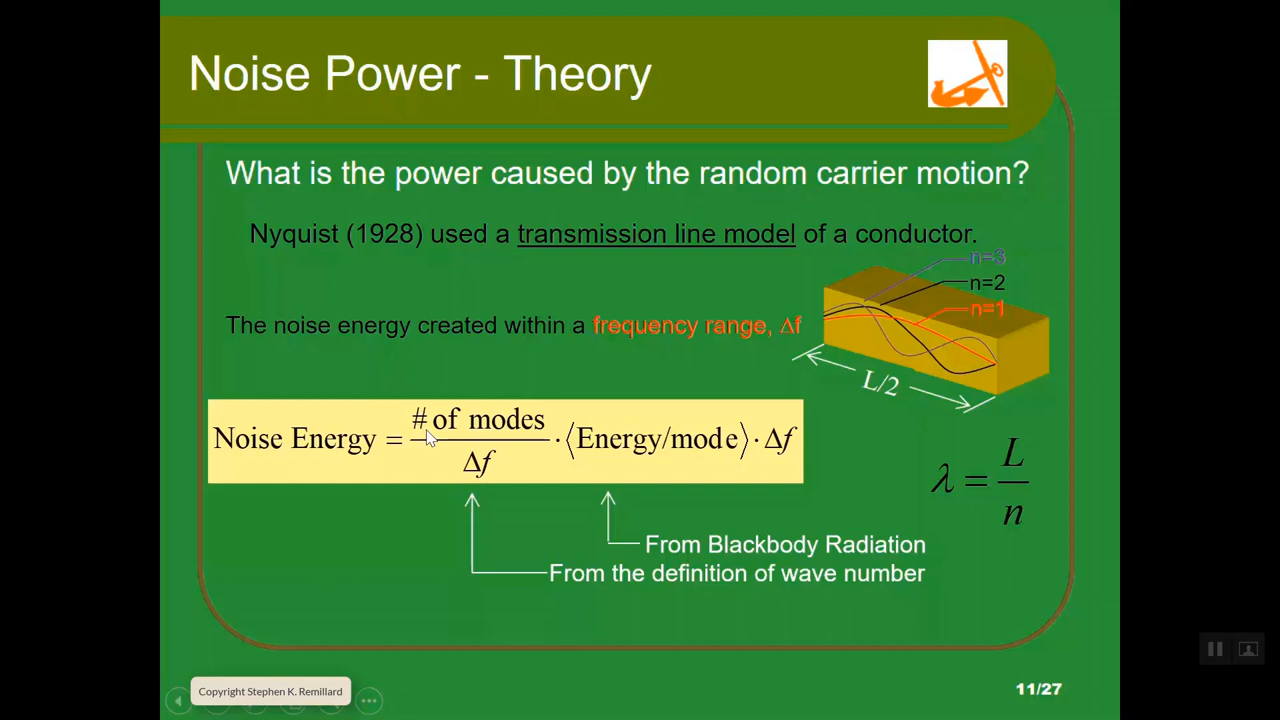 Noise Power - Theory
What is the power caused by the random carrier motion?
Nyquist (1928) used a transmission line model of a conductor.
n=3
n=2
n=1
The noise energy created within a frequency range, Δf
L/2
Noise Energy = # of modes / Δf · ⟨Energy/mode⟩ · Δf
λ = L / n
From Blackbody Radiation
From the definition of wave number
Copyright Stephen K. Remillard
11/27